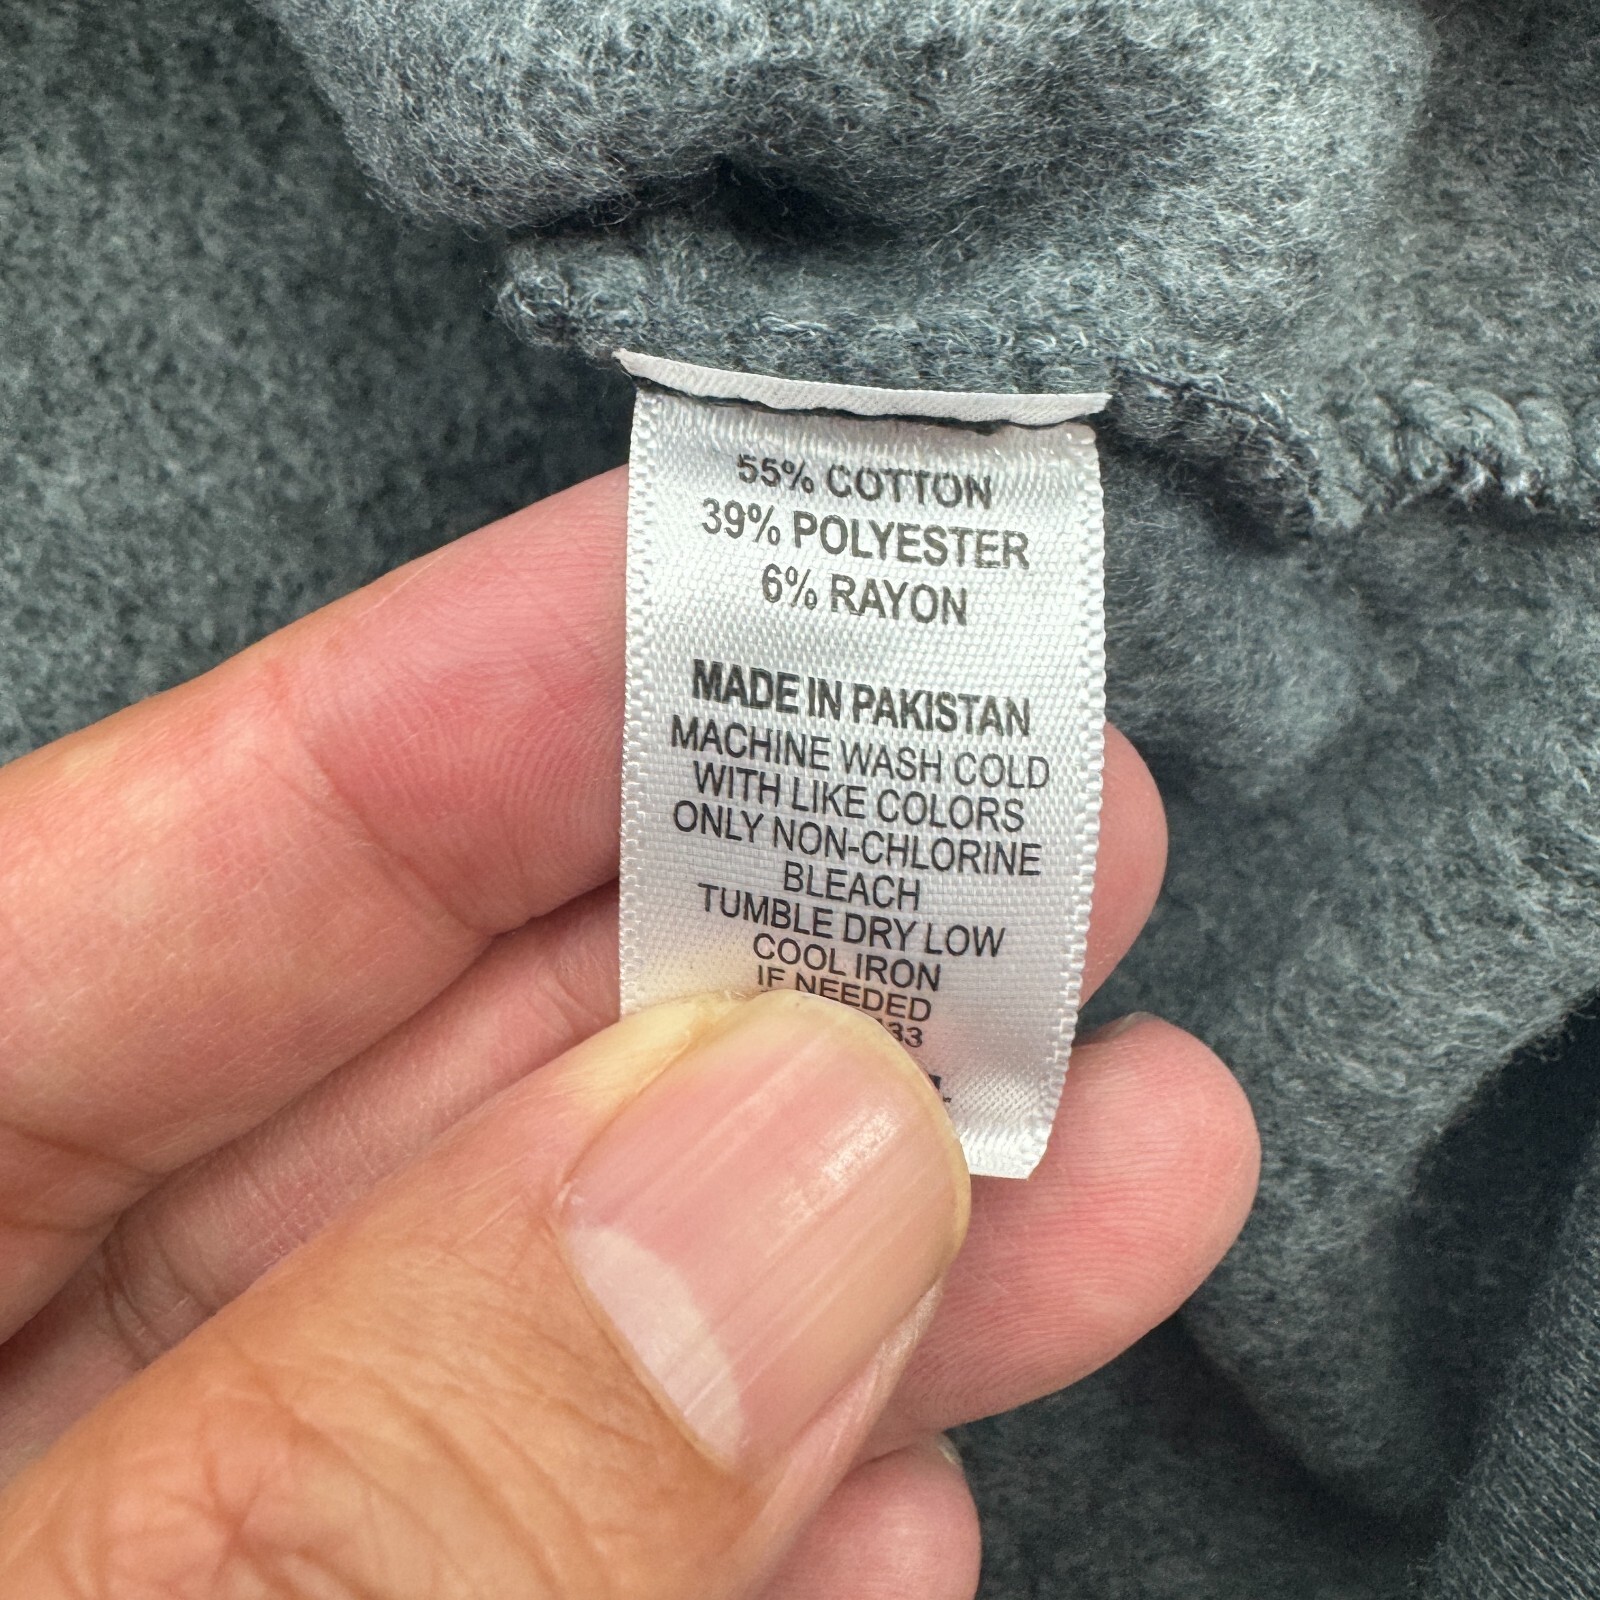 55% COTTON
39% POLYESTER
6% RAYON
MADE IN PAKISTAN
MACHINE WASH COLD
WITH LIKE COLORS
ONLY NON-CHLORINE
BLEACH
TUMBLE DRY LOW
COOL IRON
IF NEEDED